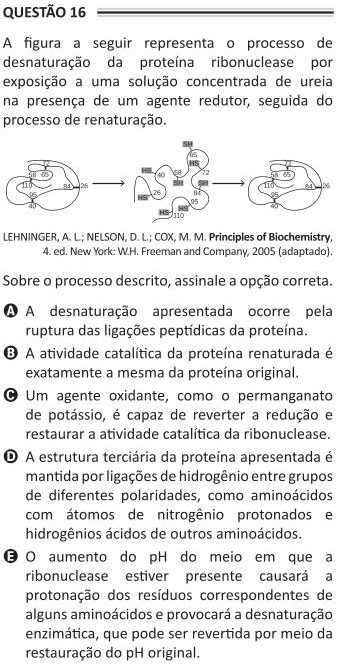 QUESTÃO 16
A figura a seguir representa o processo de
desnaturação da proteína ribonuclease por
exposição a uma solução concentrada de ureia
na presença de um agente redutor, seguida do
processo de renaturação.
72
58 65
110
84 26
95
40
SH
65
HS
HS 40 58 72
SH SH
26 84
HS 95
HS
HS 110
72
58 65
110
84 26
95
40
LEHNINGER, A. L.; NELSON, D. L.; COX, M. M. Principles of Biochemistry,
4. ed. New York: W.H. Freeman and Company, 2005 (adaptado).
Sobre o processo descrito, assinale a opção correta.
A A desnaturação apresentada ocorre pela
ruptura das ligações peptídicas da proteína.
B A atividade catalítica da proteína renaturada é
exatamente a mesma da proteína original.
C Um agente oxidante, como o permanganato
de potássio, é capaz de reverter a redução e
restaurar a atividade catalítica da ribonuclease.
D A estrutura terciária da proteína apresentada é
mantida por ligações de hidrogênio entre grupos
de diferentes polaridades, como aminoácidos
com átomos de nitrogênio protonados e
hidrogênios ácidos de outros aminoácidos.
E O aumento do pH do meio em que a
ribonuclease estiver presente causará a
protonação dos resíduos correspondentes de
alguns aminoácidos e provocará a desnaturação
enzimática, que pode ser revertida por meio da
restauração do pH original.